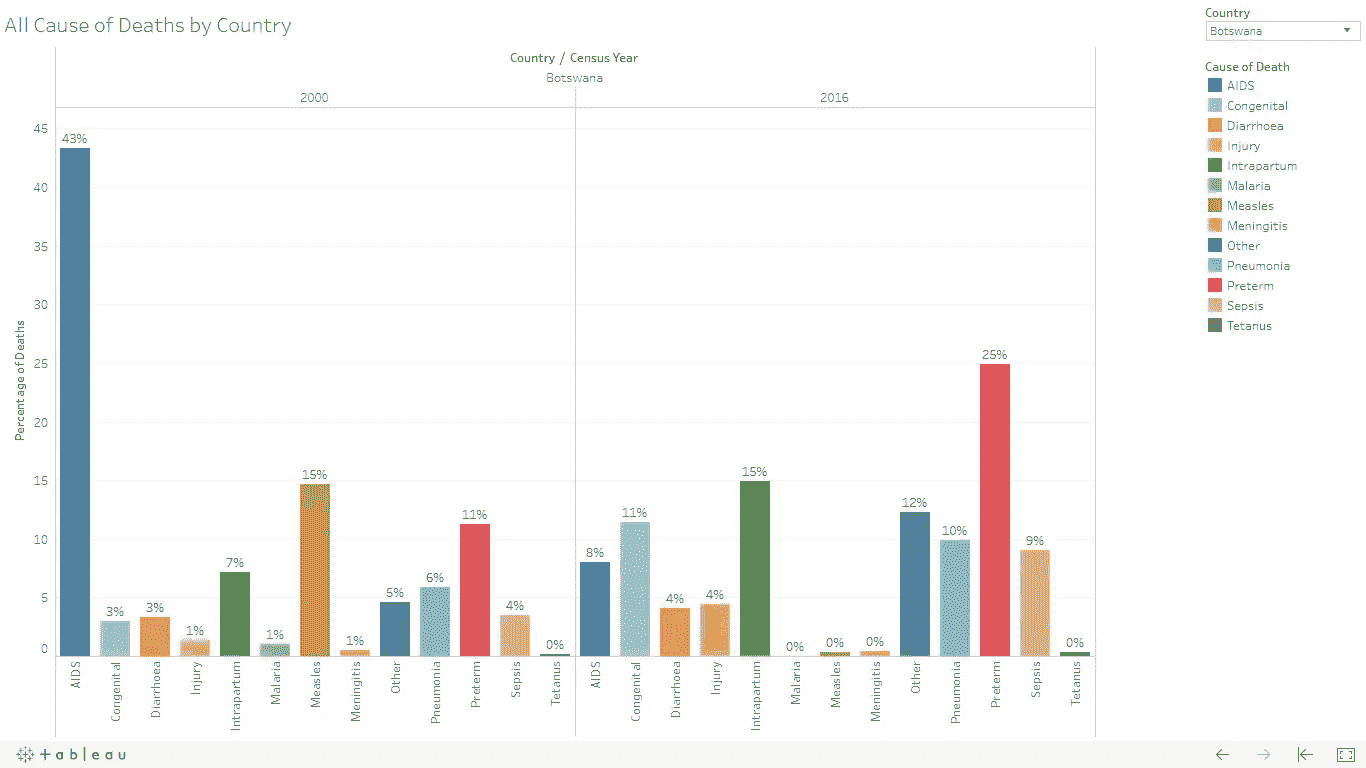 All Cause of Deaths by Country
Country
Botswana
Country / Census Year
Botswana
2000
2016
Cause of Death
AIDS
Congenital
Diarrhoea
Injury
Intrapartum
Malaria
Measles
Meningitis
Other
Pneumonia
Preterm
Sepsis
Tetanus
Percentage of Deaths
45
40
35
30
25
20
15
10
5
0
43%
3%
3%
1%
7%
1%
15%
1%
5%
6%
11%
4%
0%
8%
11%
4%
4%
15%
0%
0%
0%
12%
10%
25%
9%
0%
AIDS
Congenital
Diarrhoea
Injury
Intrapartum
Malaria
Measles
Meningitis
Other
Pneumonia
Preterm
Sepsis
Tetanus
AIDS
Congenital
Diarrhoea
Injury
Intrapartum
Malaria
Measles
Meningitis
Other
Pneumonia
Preterm
Sepsis
Tetanus
+ableau